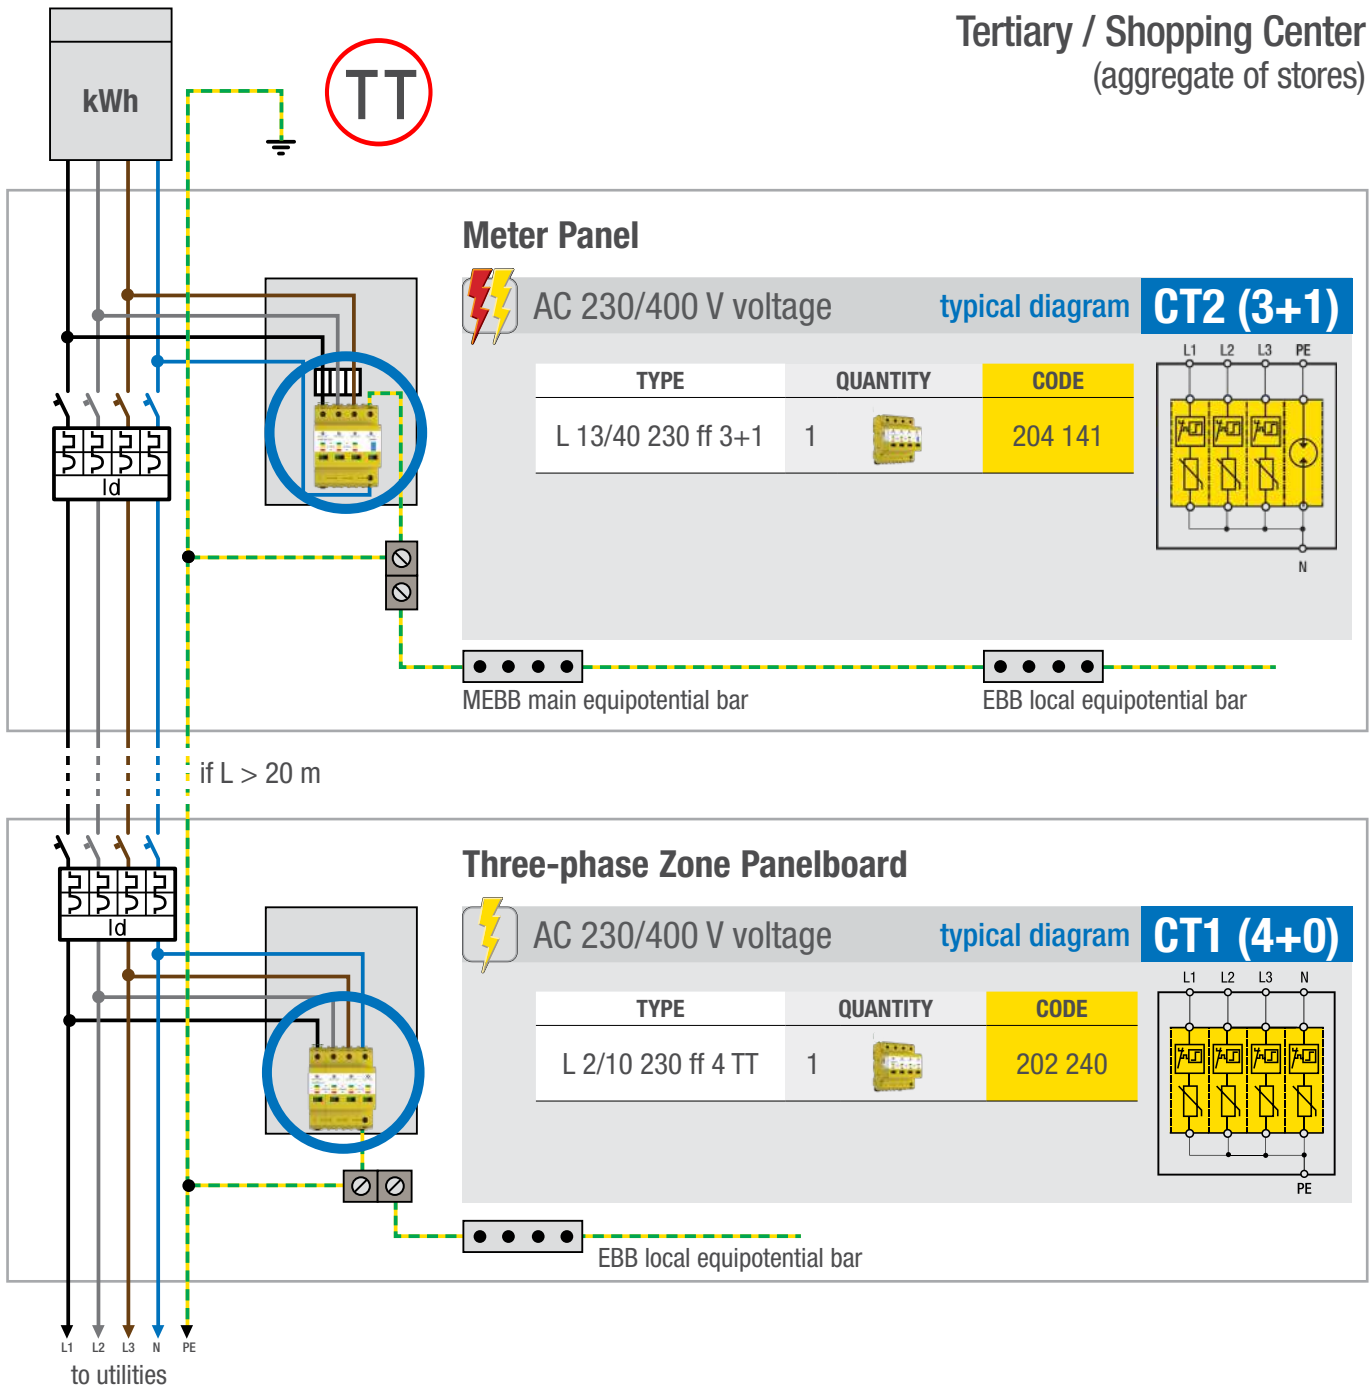 Tertiary / Shopping Center
(aggregate of stores)
kWh
TT
Meter Panel
AC 230/400 V voltage
typical diagram
CT2 (3+1)
TYPE QUANTITY CODE
L 13/40 230 ff 3+1 1 204 141
L1 L2 L3 PE
N
Id
MEBB main equipotential bar
EBB local equipotential bar
if L > 20 m
Three-phase Zone Panelboard
AC 230/400 V voltage
typical diagram
CT1 (4+0)
TYPE QUANTITY CODE
L 2/10 230 ff 4 TT 1 202 240
L1 L2 L3 N
PE
Id
EBB local equipotential bar
L1 L2 L3 N PE
to utilities